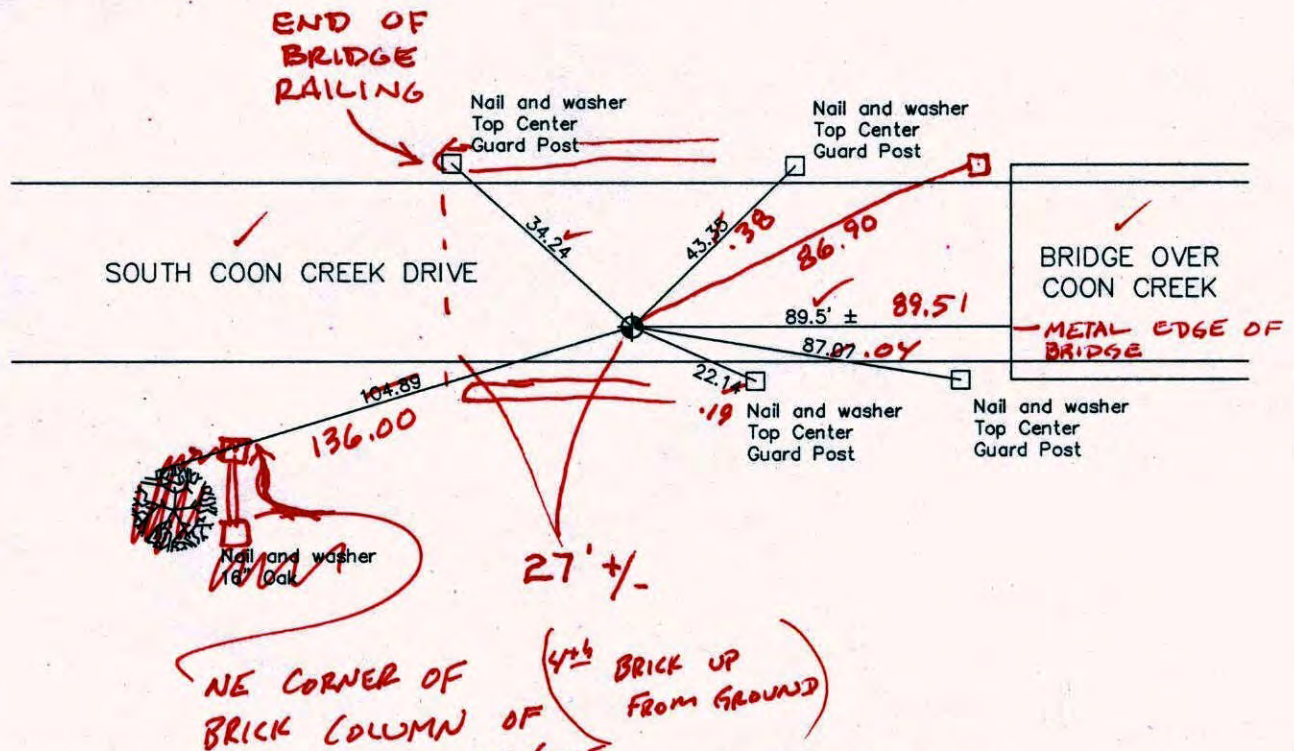 END OF
BRIDGE
RAILING
Nail and washer
Top Center
Guard Post
Nail and washer
Top Center
Guard Post
34.24
43.35
.38
86.90
SOUTH COON CREEK DRIVE
BRIDGE OVER
COON CREEK
89.5' ±
89.51
METAL EDGE OF
BRIDGE
87.07
.04
104.89
136.00
22.14
.19
Nail and washer
Top Center
Guard Post
Nail and washer
Top Center
Guard Post
Nail and washer
16" Oak
27' +/-
NE CORNER OF
BRICK COLUMN OF
(4th BRICK UP
FROM GROUND)